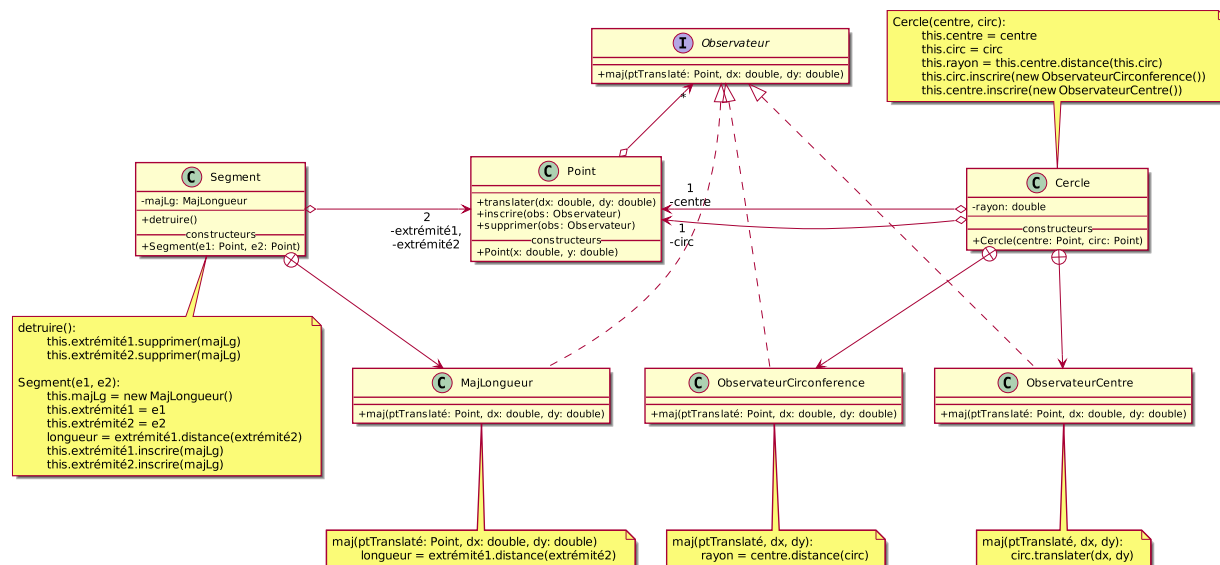 Cercle(centre, circ):
this.centre = centre
this.circ = circ
this.rayon = this.centre.distance(this.circ)
this.circ.inscrire(new ObservateurCirconference())
this.centre.inscrire(new ObservateurCentre())
I Observateur
+maj(ptTranslaté: Point, dx: double, dy: double)
*
C Segment
-majLg: MajLongueur
+detruire()
constructeurs
+Segment(e1: Point, e2: Point)
2
-extrémité1,
-extrémité2
C Point
+translater(dx: double, dy: double)
+inscrire(obs: Observateur)
+supprimer(obs: Observateur)
constructeurs
+Point(x: double, y: double)
1
-centre
1
-circ
C Cercle
-rayon: double
constructeurs
+Cercle(centre: Point, circ: Point)
detruire():
this.extrémité1.supprimer(majLg)
this.extrémité2.supprimer(majLg)
Segment(e1, e2):
this.majLg = new MajLongueur()
this.extrémité1 = e1
this.extrémité2 = e2
longueur = extrémité1.distance(extrémité2)
this.extrémité1.inscrire(majLg)
this.extrémité2.inscrire(majLg)
C MajLongueur
+maj(ptTranslaté: Point, dx: double, dy: double)
C ObservateurCirconference
+maj(ptTranslaté: Point, dx: double, dy: double)
C ObservateurCentre
+maj(ptTranslaté: Point, dx: double, dy: double)
maj(ptTranslaté: Point, dx: double, dy: double)
longueur = extrémité1.distance(extrémité2)
maj(ptTranslaté, dx, dy):
rayon = centre.distance(circ)
maj(ptTranslaté, dx, dy):
circ.translater(dx, dy)